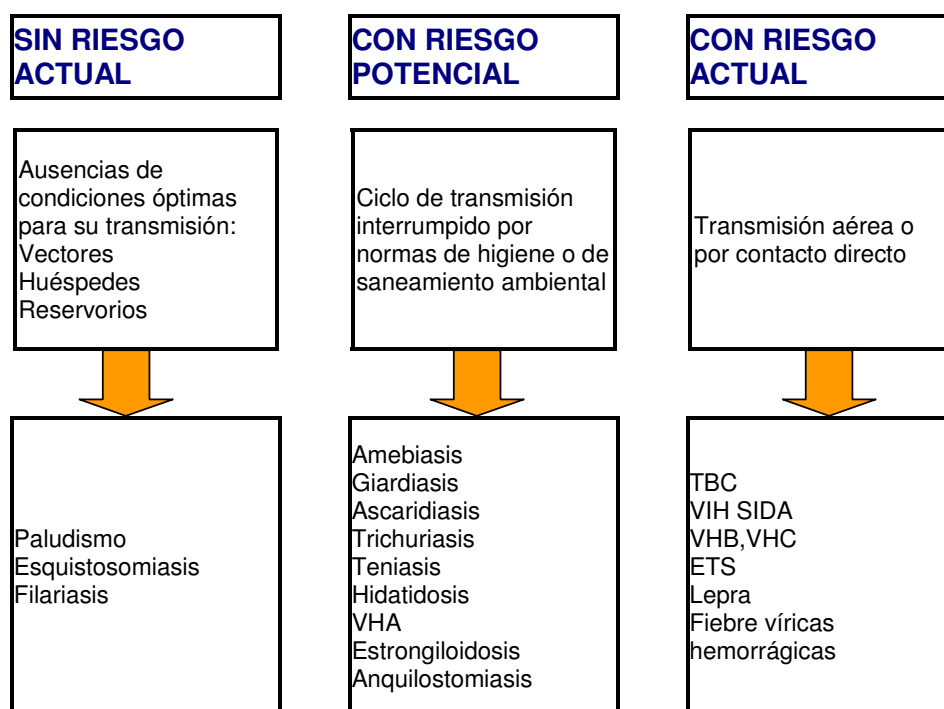 SIN RIESGO
ACTUAL
CON RIESGO
POTENCIAL
CON RIESGO
ACTUAL
Ausencias de
condiciones óptimas
para su transmisión:
Vectores
Huéspedes
Reservorios
Ciclo de transmisión
interrumpido por
normas de higiene o de
saneamiento ambiental
Transmisión aérea o
por contacto directo
Paludismo
Esquistosomiasis
Filariasis
Amebiasis
Giardiasis
Ascaridiasis
Trichuriasis
Teniasis
Hidatidosis
VHA
Estrongiloidosis
Anquilostomiasis
TBC
VIH SIDA
VHB,VHC
ETS
Lepra
Fiebre víricas
hemorrágicas